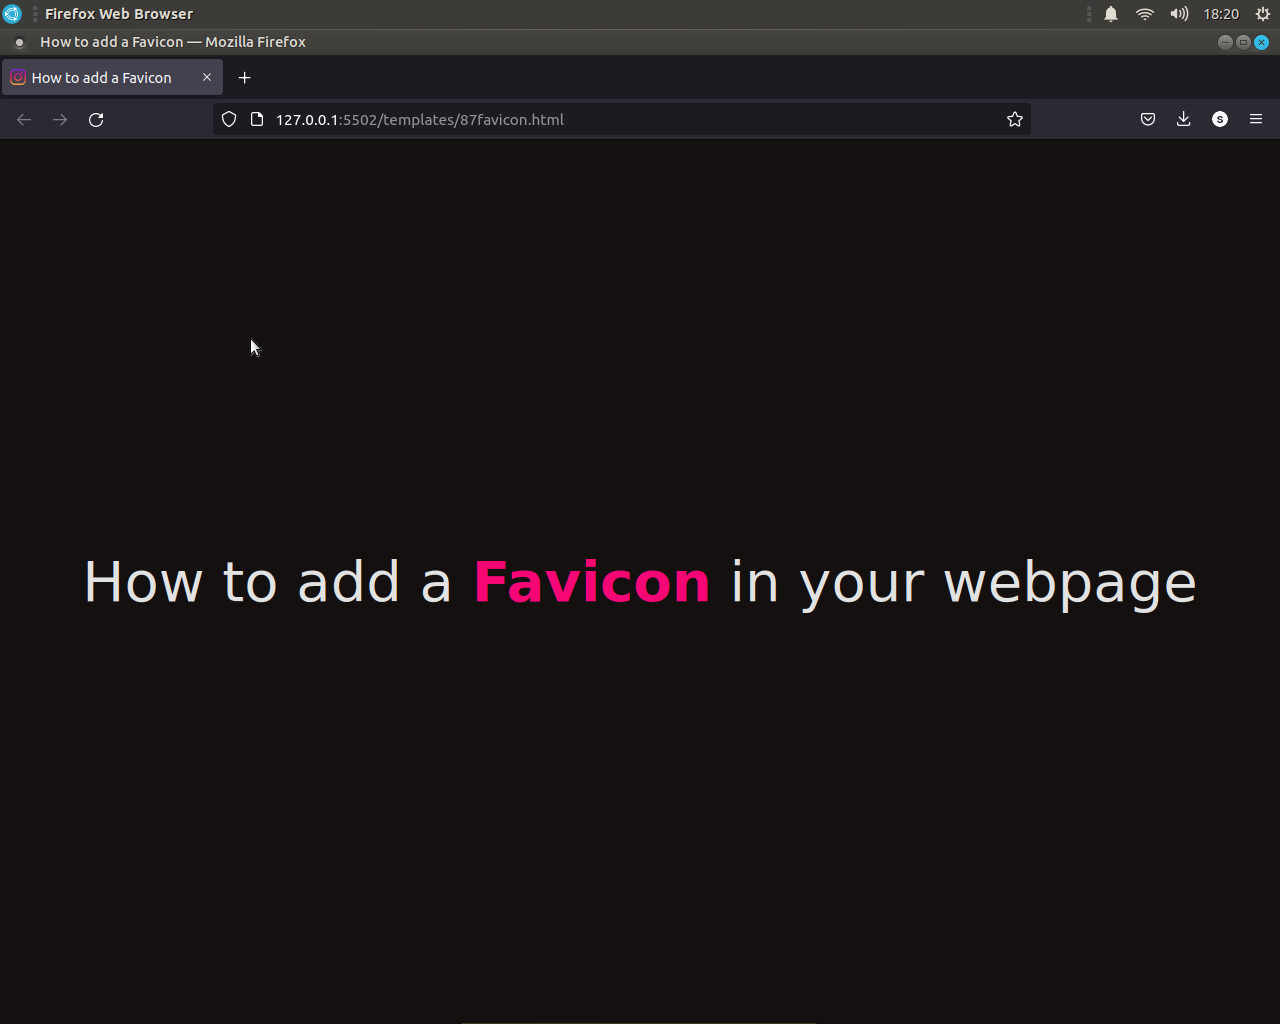 Firefox Web Browser
18:20
How to add a Favicon — Mozilla Firefox
How to add a Favicon
127.0.0.1:5502/templates/87favicon.html
S
How to add a Favicon in your webpage